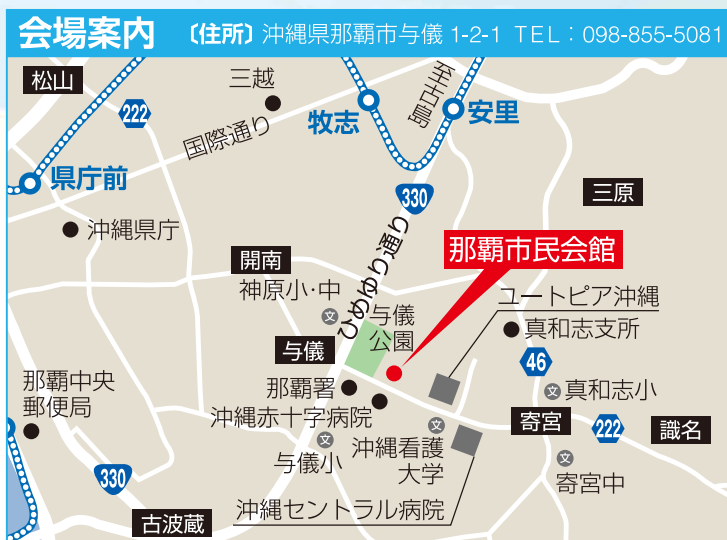 会場案内 〔住所〕 沖縄県那覇市与儀 1-2-1 TEL：098-855-5081
松山
三越
222
国際通り
牧志
至古島
安里
県庁前
330
三原
沖縄県庁
ひめゆり通り
那覇市民会館
開南
神原小・中
文
与儀
公園
ユートピア沖縄
真和志支所
与儀
46
那覇中央
郵便局
那覇署
文
真和志小
沖縄赤十字病院
寄宮
222
識名
文
与儀小
文
沖縄看護
大学
文
寄宮中
330
沖縄セントラル病院
古波蔵